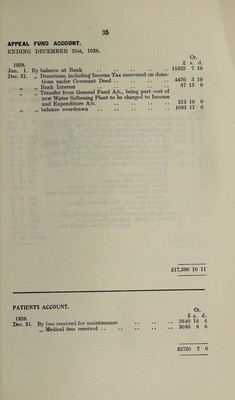 35
APPEAL FUND ACCOUNT.
ENDING DECEMBER 31st, 1938.
Cr.
1938. £ s. d.
Jan. 1. By balance at Bank .. .. .. .. .. 11625 7 10
Dec. 31. „ Donations, including Income Tax recovered on dona-
tions under Covenant Deed .. .. .. .. 4476 5 10
„ „ Bank Interest .. .. .. .. .. 87 15 9
„ „ Transfer from General Fund A/c., being part cost of
new Water Softening Plant to be charged to Income
and Expenditure A/c. .. .. .. .. 313 10 0
„ „ balance overdrawn .. .. .. .. .. 1093 11 6
£17,596 10 11
PATIENTS ACCOUNT.
Cr.
1938. £ s. d.
Dec. 31. By fees received for maintenance .. .. .. 2640 18 6
„ Medical fees received .. .. .. .. .. 3085 8 6
£5726 7 0